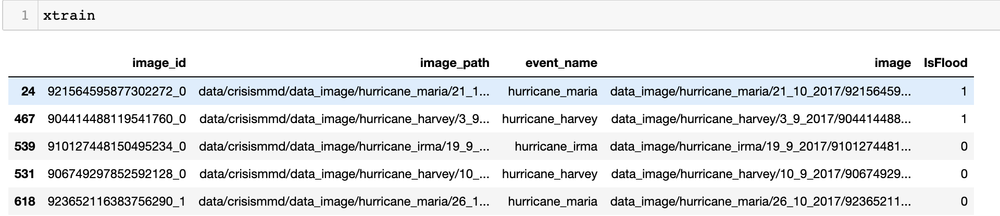 1 xtrain
image_id image_path event_name image IsFlood
24 921564595877302272_0 data/crisismmd/data_image/hurricane_maria/21_1... hurricane_maria data_image/hurricane_maria/21_10_2017/92156459... 1
467 904414488119541760_0 data/crisismmd/data_image/hurricane_harvey/3_9... hurricane_harvey data_image/hurricane_harvey/3_9_2017/904414488... 1
539 910127448150495234_0 data/crisismmd/data_image/hurricane_irma/19_9_... hurricane_irma data_image/hurricane_irma/19_9_2017/9101274481... 0
531 906749297852592128_0 data/crisismmd/data_image/hurricane_harvey/10_... hurricane_harvey data_image/hurricane_harvey/10_9_2017/90674929... 0
618 923652116383756290_1 data/crisismmd/data_image/hurricane_maria/26_1... hurricane_maria data_image/hurricane_maria/26_10_2017/92365211... 0